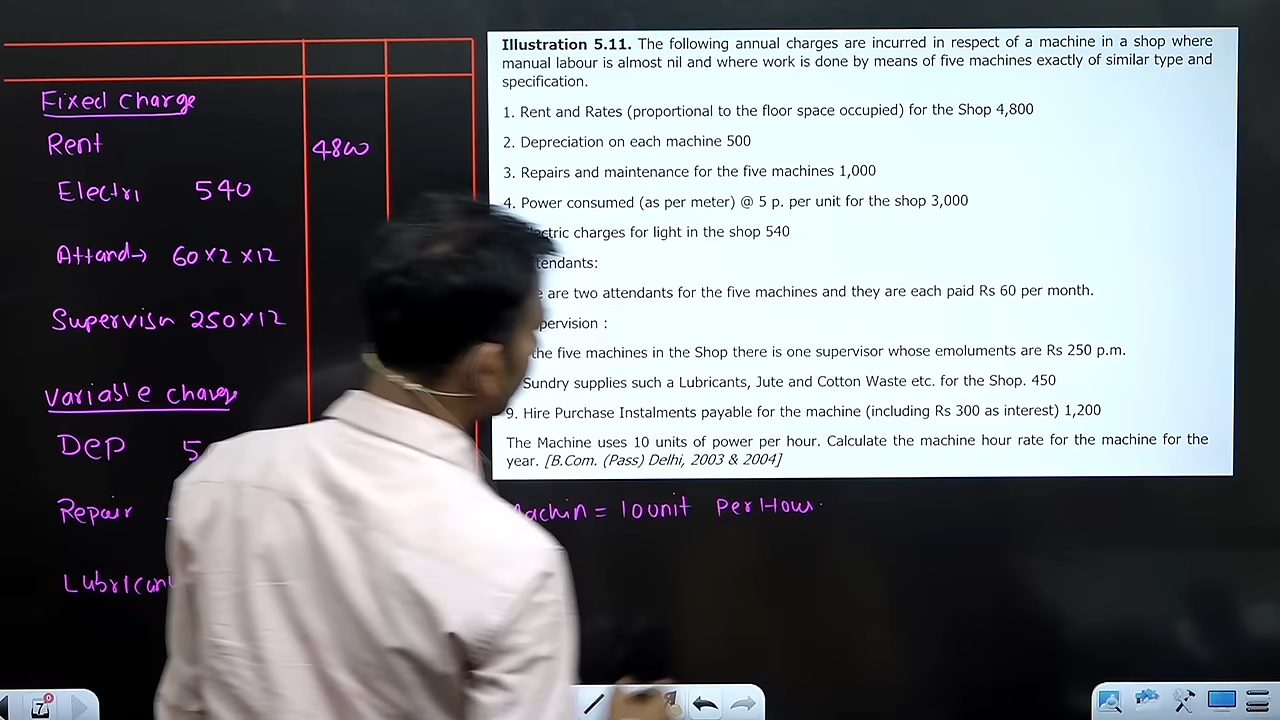 Fixed Charge
Rent 4800
Electri 540
Attand→ 60×2×12
Supervisn 250×12
Variable charge
Dep 5
Repair
Lubrican
Illustration 5.11. The following annual charges are incurred in respect of a machine in a shop where
manual labour is almost nil and where work is done by means of five machines exactly of similar type and
specification.
1. Rent and Rates (proportional to the floor space occupied) for the Shop 4,800
2. Depreciation on each machine 500
3. Repairs and maintenance for the five machines 1,000
4. Power consumed (as per meter) @ 5 p. per unit for the shop 3,000
ctric charges for light in the shop 540
tendants:
e are two attendants for the five machines and they are each paid Rs 60 per month.
pervision :
the five machines in the Shop there is one supervisor whose emoluments are Rs 250 p.m.
Sundry supplies such a Lubricants, Jute and Cotton Waste etc. for the Shop. 450
9. Hire Purchase Instalments payable for the machine (including Rs 300 as interest) 1,200
The Machine uses 10 units of power per hour. Calculate the machine hour rate for the machine for the
year. [B.Com. (Pass) Delhi, 2003 & 2004]
achin = 10 unit Per Hour.
7
0